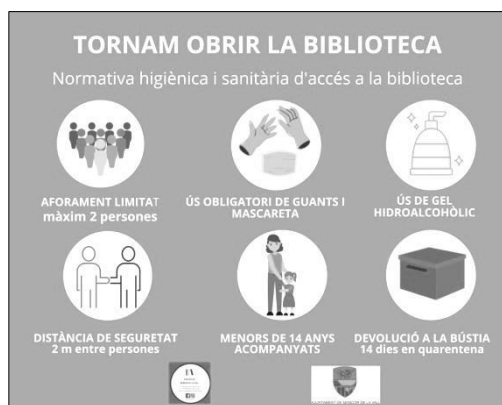 TORNAM OBRIR LA BIBLIOTECA
Normativa higiènica i sanitària d'accés a la biblioteca
AFORAMENT LIMITAT
màxim 2 persones
ÚS OBLIGATORI DE GUANTS I
MASCARETA
ÚS DE GEL
HIDROALCOHÒLIC
DISTÀNCIA DE SEGURETAT
2 m entre persones
MENORS DE 14 ANYS
ACOMPANYATS
DEVOLUCIÓ A LA BÚSTIA
14 dies en quarentena